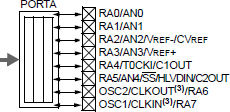 PORTA
RA0/AN0
RA1/AN1
RA2/AN2/VREF-/CVREF
RA3/AN3/VREF+
RA4/T0CKI/C1OUT
RA5/AN4/SS/HLVDIN/C2OUT
OSC2/CLKOUT(3)/RA6
OSC1/CLKIN(3)/RA7